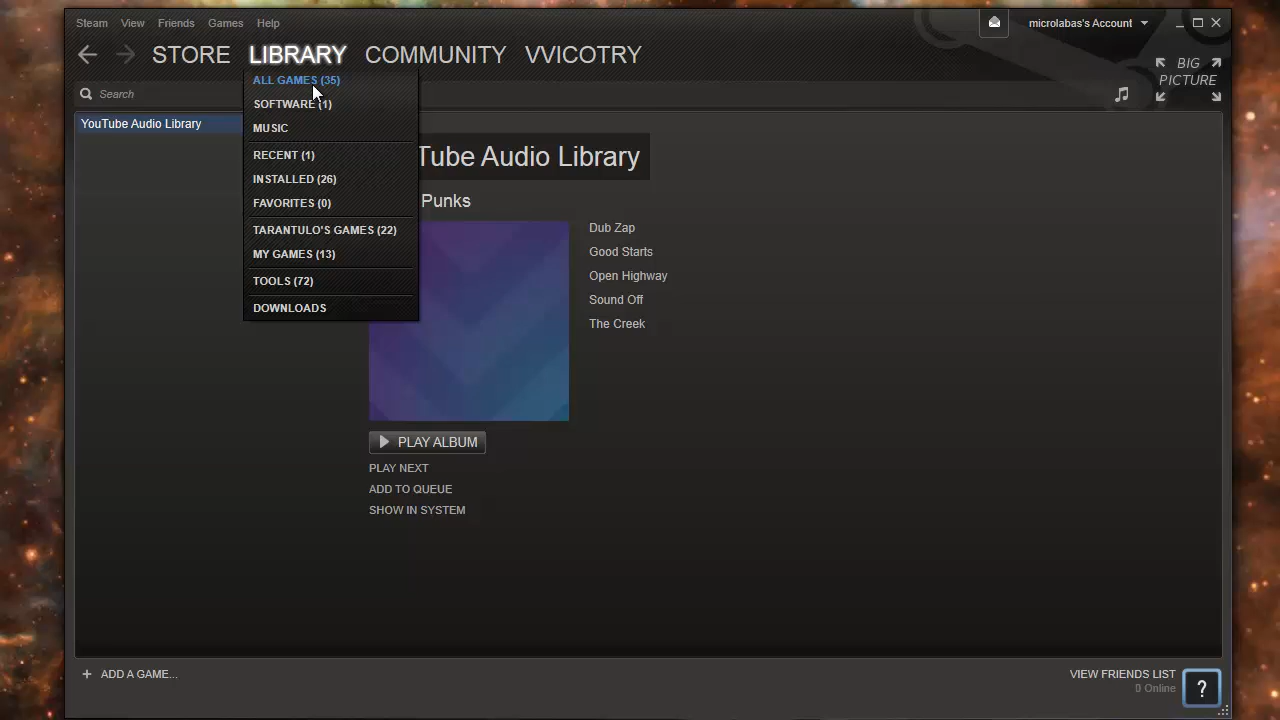 Steam View Friends Games Help
microlabas's Account
STORE LIBRARY COMMUNITY VVICOTRY
BIG
PICTURE
Search
ALL GAMES (35)
SOFTWARE (1)
MUSIC
RECENT (1)
INSTALLED (26)
FAVORITES (0)
TARANTULO'S GAMES (22)
MY GAMES (13)
TOOLS (72)
DOWNLOADS
YouTube Audio Library
Tube Audio Library
Punks
Dub Zap
Good Starts
Open Highway
Sound Off
The Creek
PLAY ALBUM
PLAY NEXT
ADD TO QUEUE
SHOW IN SYSTEM
+ ADD A GAME...
VIEW FRIENDS LIST
0 Online
?